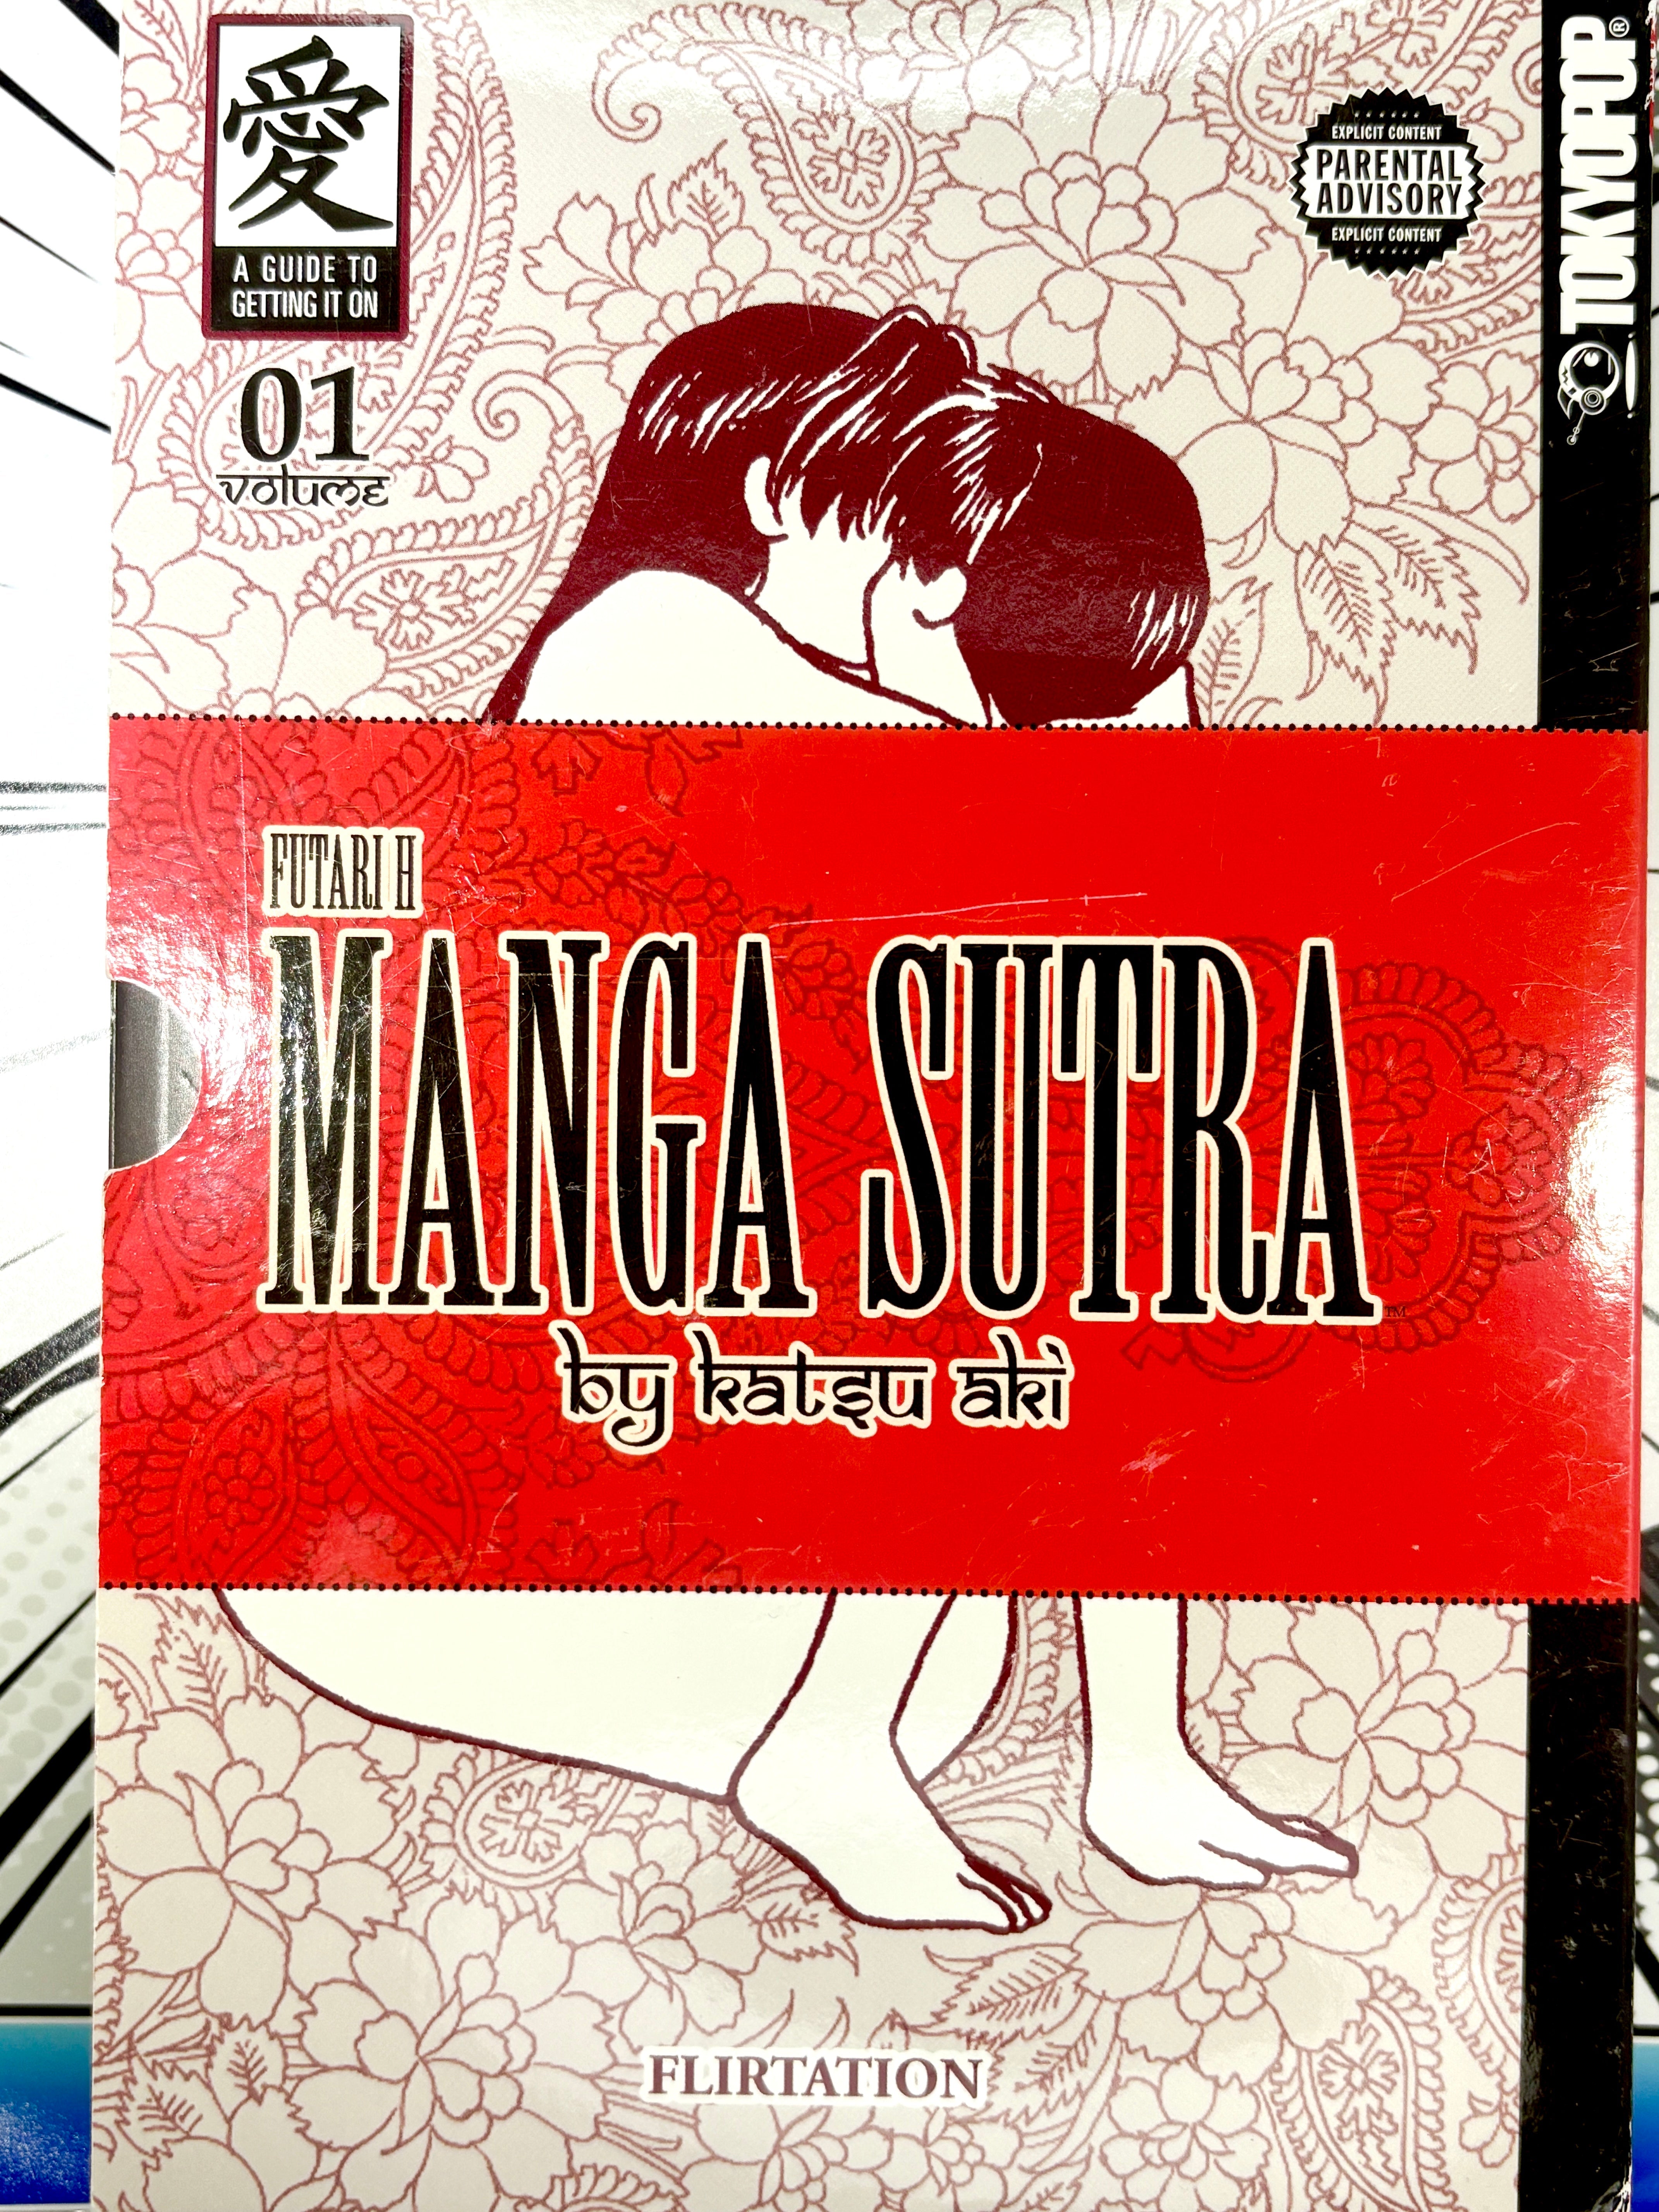 愛
A GUIDE TO
GETTING IT ON
01
volume
EXPLICIT CONTENT
PARENTAL
ADVISORY
EXPLICIT CONTENT
TOKYOPOP®
FUTARI H
MANGA SUTRA™
by katsu aki
FLIRTATION